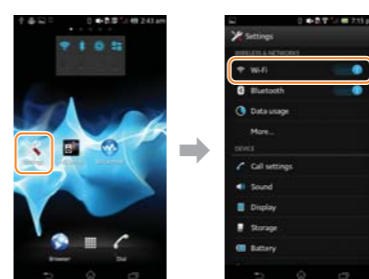 2:43 am
Browser
Dial
7:15 p
Settings
WIRELESS & NETWORKS
Wi-Fi
Bluetooth
Data usage
More...
DEVICE
Call settings
Sound
Display
Storage
Battery